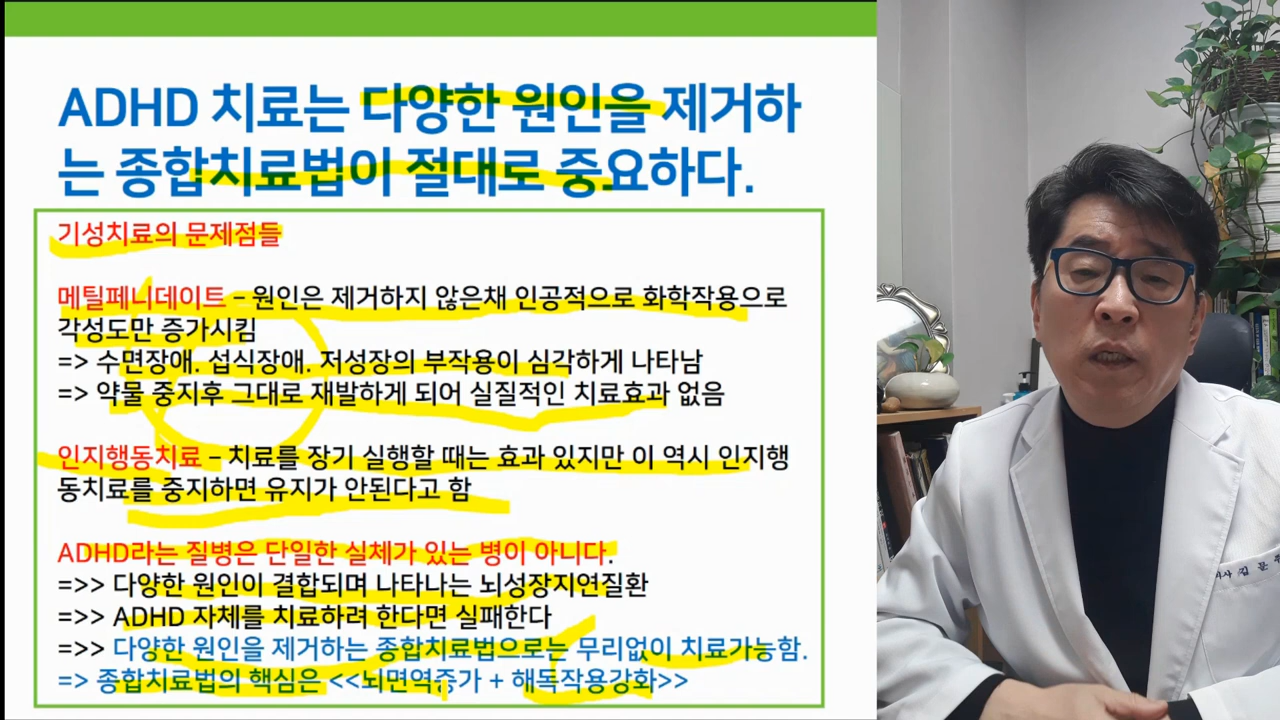 ADHD 치료는 다양한 원인을 제거하
는 종합치료법이 절대로 중요하다.
기성치료의 문제점들
메틸페니데이트 – 원인은 제거하지 않은채 인공적으로 화학작용으로
각성도만 증가시킴
=> 수면장애. 섭식장애. 저성장의 부작용이 심각하게 나타남
=> 약물 중지후 그대로 재발하게 되어 실질적인 치료효과 없음
인지행동치료 – 치료를 장기 실행할 때는 효과 있지만 이 역시 인지행
동치료를 중지하면 유지가 안된다고 함
ADHD라는 질병은 단일한 실체가 있는 병이 아니다.
=>> 다양한 원인이 결합되며 나타나는 뇌성장지연질환
=>> ADHD 자체를 치료하려 한다면 실패한다
=>> 다양한 원인을 제거하는 종합치료법으로는 무리없이 치료가능함.
=> 종합치료법의 핵심은 <<뇌면역증가 + 해독작용강화>>